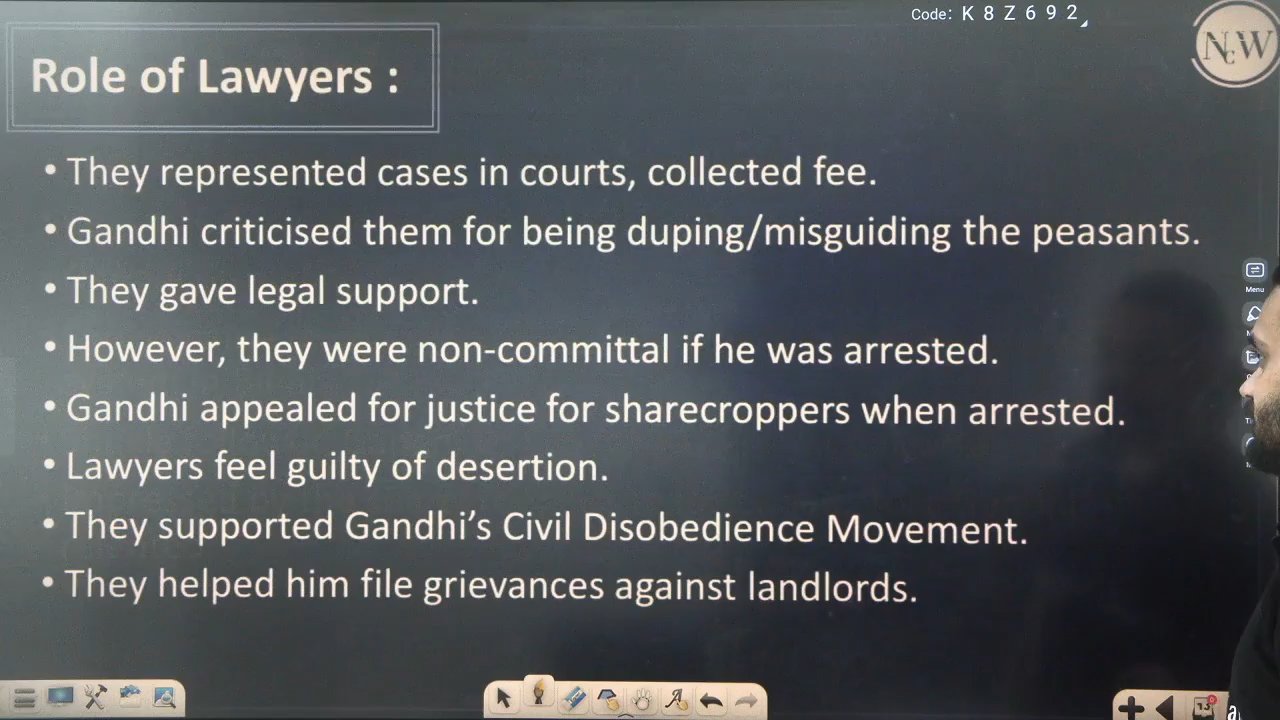 Code: K 8 Z 6 9 2
NcW
Role of Lawyers :
• They represented cases in courts, collected fee.
• Gandhi criticised them for being duping/misguiding the peasants.
• They gave legal support.
• However, they were non-committal if he was arrested.
• Gandhi appealed for justice for sharecroppers when arrested.
• Lawyers feel guilty of desertion.
• They supported Gandhi's Civil Disobedience Movement.
• They helped him file grievances against landlords.
Menu